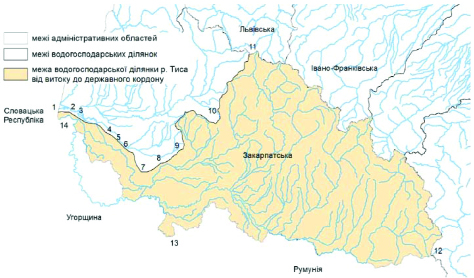 межі адміністративних областей
межі водогосподарських ділянок
межа водогосподарської ділянки р. Тиса
від витоку до державного кордону
Львівська
11
Івано-Франківська
Словацька
Республіка
1
2
3
14
4
5
6
7
8
9
10
Закарпатська
Угорщина
13
12
Румунія